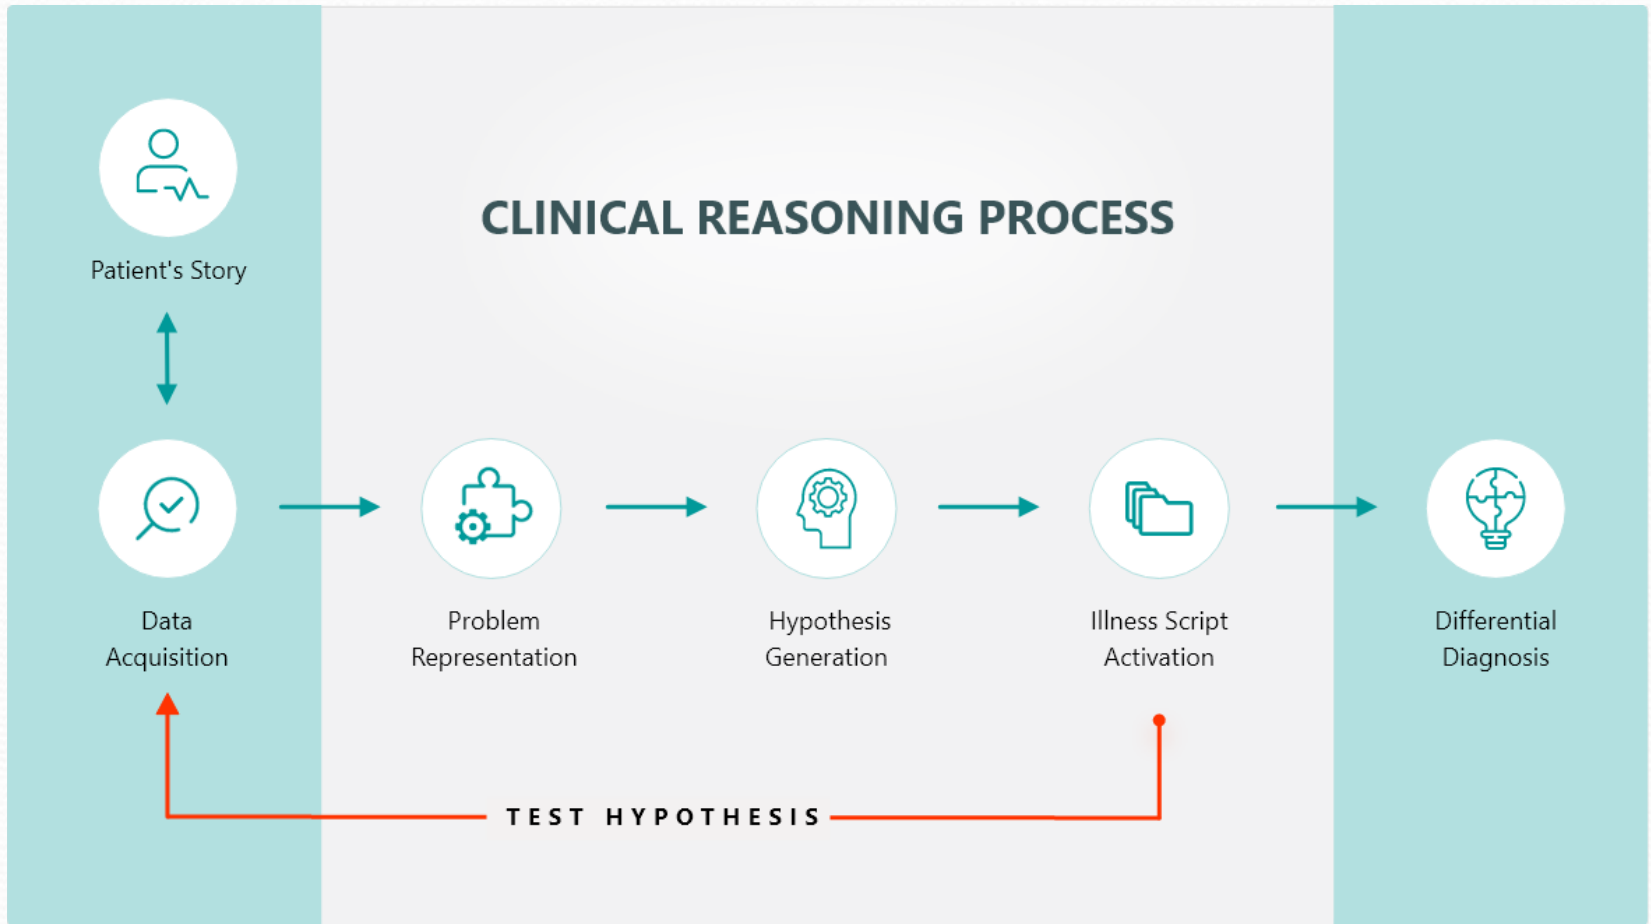 Patient's Story
CLINICAL REASONING PROCESS
Data
Acquisition
Problem
Representation
Hypothesis
Generation
Illness Script
Activation
Differential
Diagnosis
TEST HYPOTHESIS